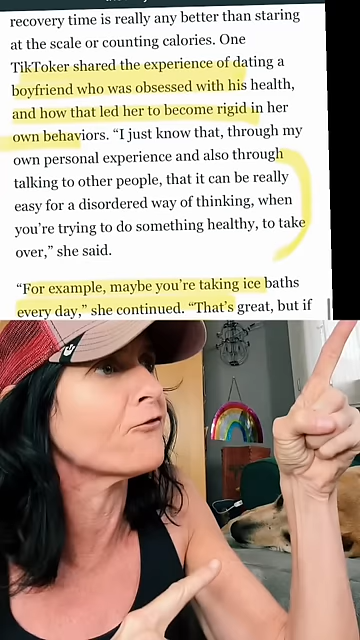 recovery time is really any better than staring
at the scale or counting calories. One
TikToker shared the experience of dating a
boyfriend who was obsessed with his health,
and how that led her to become rigid in her
own behaviors. “I just know that, through my
own personal experience and also through
talking to other people, that it can be really
easy for a disordered way of thinking, when
you’re trying to do something healthy, to take
over,” she said.
“For example, maybe you’re taking ice baths
every day,” she continued. “That’s great, but if